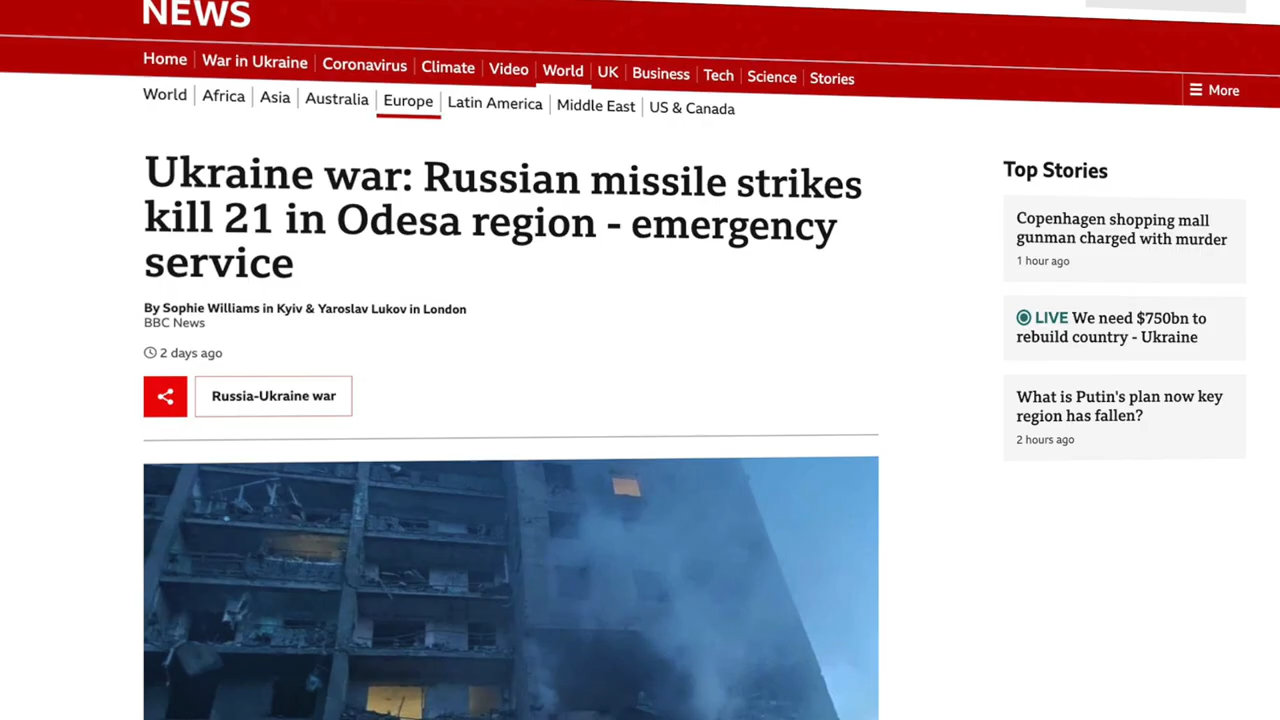 NEWS
Home War in Ukraine Coronavirus Climate Video World UK Business Tech Science Stories
More
World Africa Asia Australia Europe Latin America Middle East US & Canada
Ukraine war: Russian missile strikes
kill 21 in Odesa region - emergency
service
By Sophie Williams in Kyiv & Yaroslav Lukov in London
BBC News
2 days ago
Russia-Ukraine war
Top Stories
Copenhagen shopping mall
gunman charged with murder
1 hour ago
LIVE We need $750bn to
rebuild country - Ukraine
What is Putin's plan now key
region has fallen?
2 hours ago